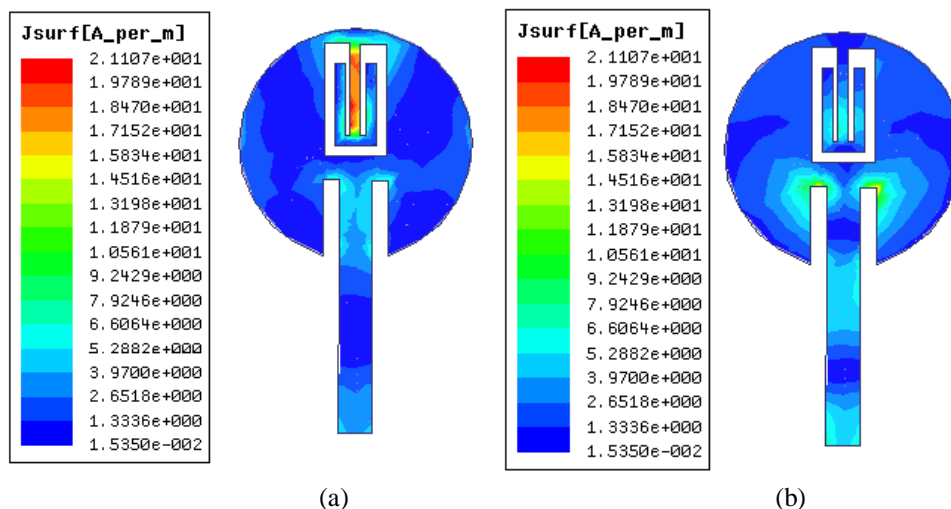 Jsurf[A_per_m]
2.1107e+001
1.9789e+001
1.8470e+001
1.7152e+001
1.5834e+001
1.4516e+001
1.3198e+001
1.1879e+001
1.0561e+001
9.2429e+000
7.9246e+000
6.6064e+000
5.2882e+000
3.9700e+000
2.6518e+000
1.3336e+000
1.5350e-002
(a)
Jsurf[A_per_m]
2.1107e+001
1.9789e+001
1.8470e+001
1.7152e+001
1.5834e+001
1.4516e+001
1.3198e+001
1.1879e+001
1.0561e+001
9.2429e+000
7.9246e+000
6.6064e+000
5.2882e+000
3.9700e+000
2.6518e+000
1.3336e+000
1.5350e-002
(b)